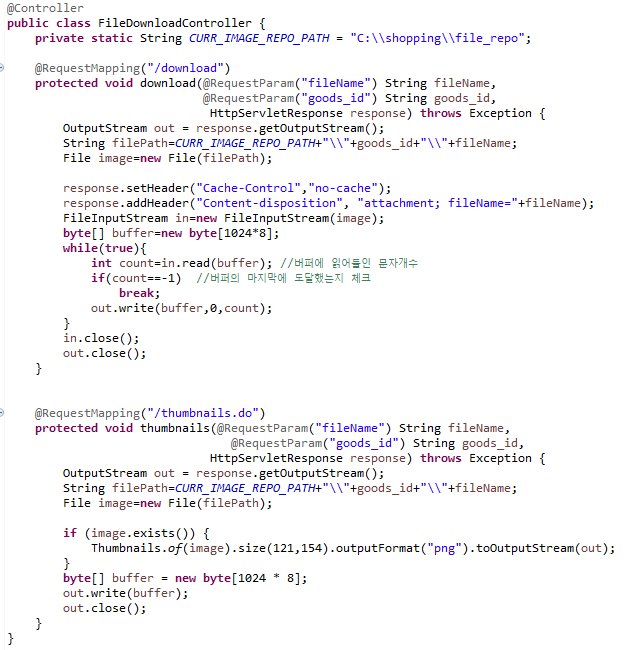 @Controller
public class FileDownloadController {
    private static String CURR_IMAGE_REPO_PATH = "C:\\shopping\\file_repo";
    @RequestMapping("/download")
    protected void download(@RequestParam("fileName") String fileName,
                            @RequestParam("goods_id") String goods_id,
                             HttpServletResponse response) throws Exception {
        OutputStream out = response.getOutputStream();
        String filePath=CURR_IMAGE_REPO_PATH+"\\"+goods_id+"\\"+fileName;
        File image=new File(filePath);
        response.setHeader("Cache-Control","no-cache");
        response.addHeader("Content-disposition", "attachment; fileName="+fileName);
        FileInputStream in=new FileInputStream(image);
        byte[] buffer=new byte[1024*8];
        while(true){
            int count=in.read(buffer); //버퍼에 읽어들인 문자개수
            if(count==-1)  //버퍼의 마지막에 도달했는지 체크
                break;
            out.write(buffer,0,count);
        }
        in.close();
        out.close();
    }
    @RequestMapping("/thumbnails.do")
    protected void thumbnails(@RequestParam("fileName") String fileName,
                                @RequestParam("goods_id") String goods_id,
                             HttpServletResponse response) throws Exception {
        OutputStream out = response.getOutputStream();
        String filePath=CURR_IMAGE_REPO_PATH+"\\"+goods_id+"\\"+fileName;
        File image=new File(filePath);
        if (image.exists()) {
            Thumbnails.of(image).size(121,154).outputFormat("png").toOutputStream(out);
        }
        byte[] buffer = new byte[1024 * 8];
        out.write(buffer);
        out.close();
    }
}